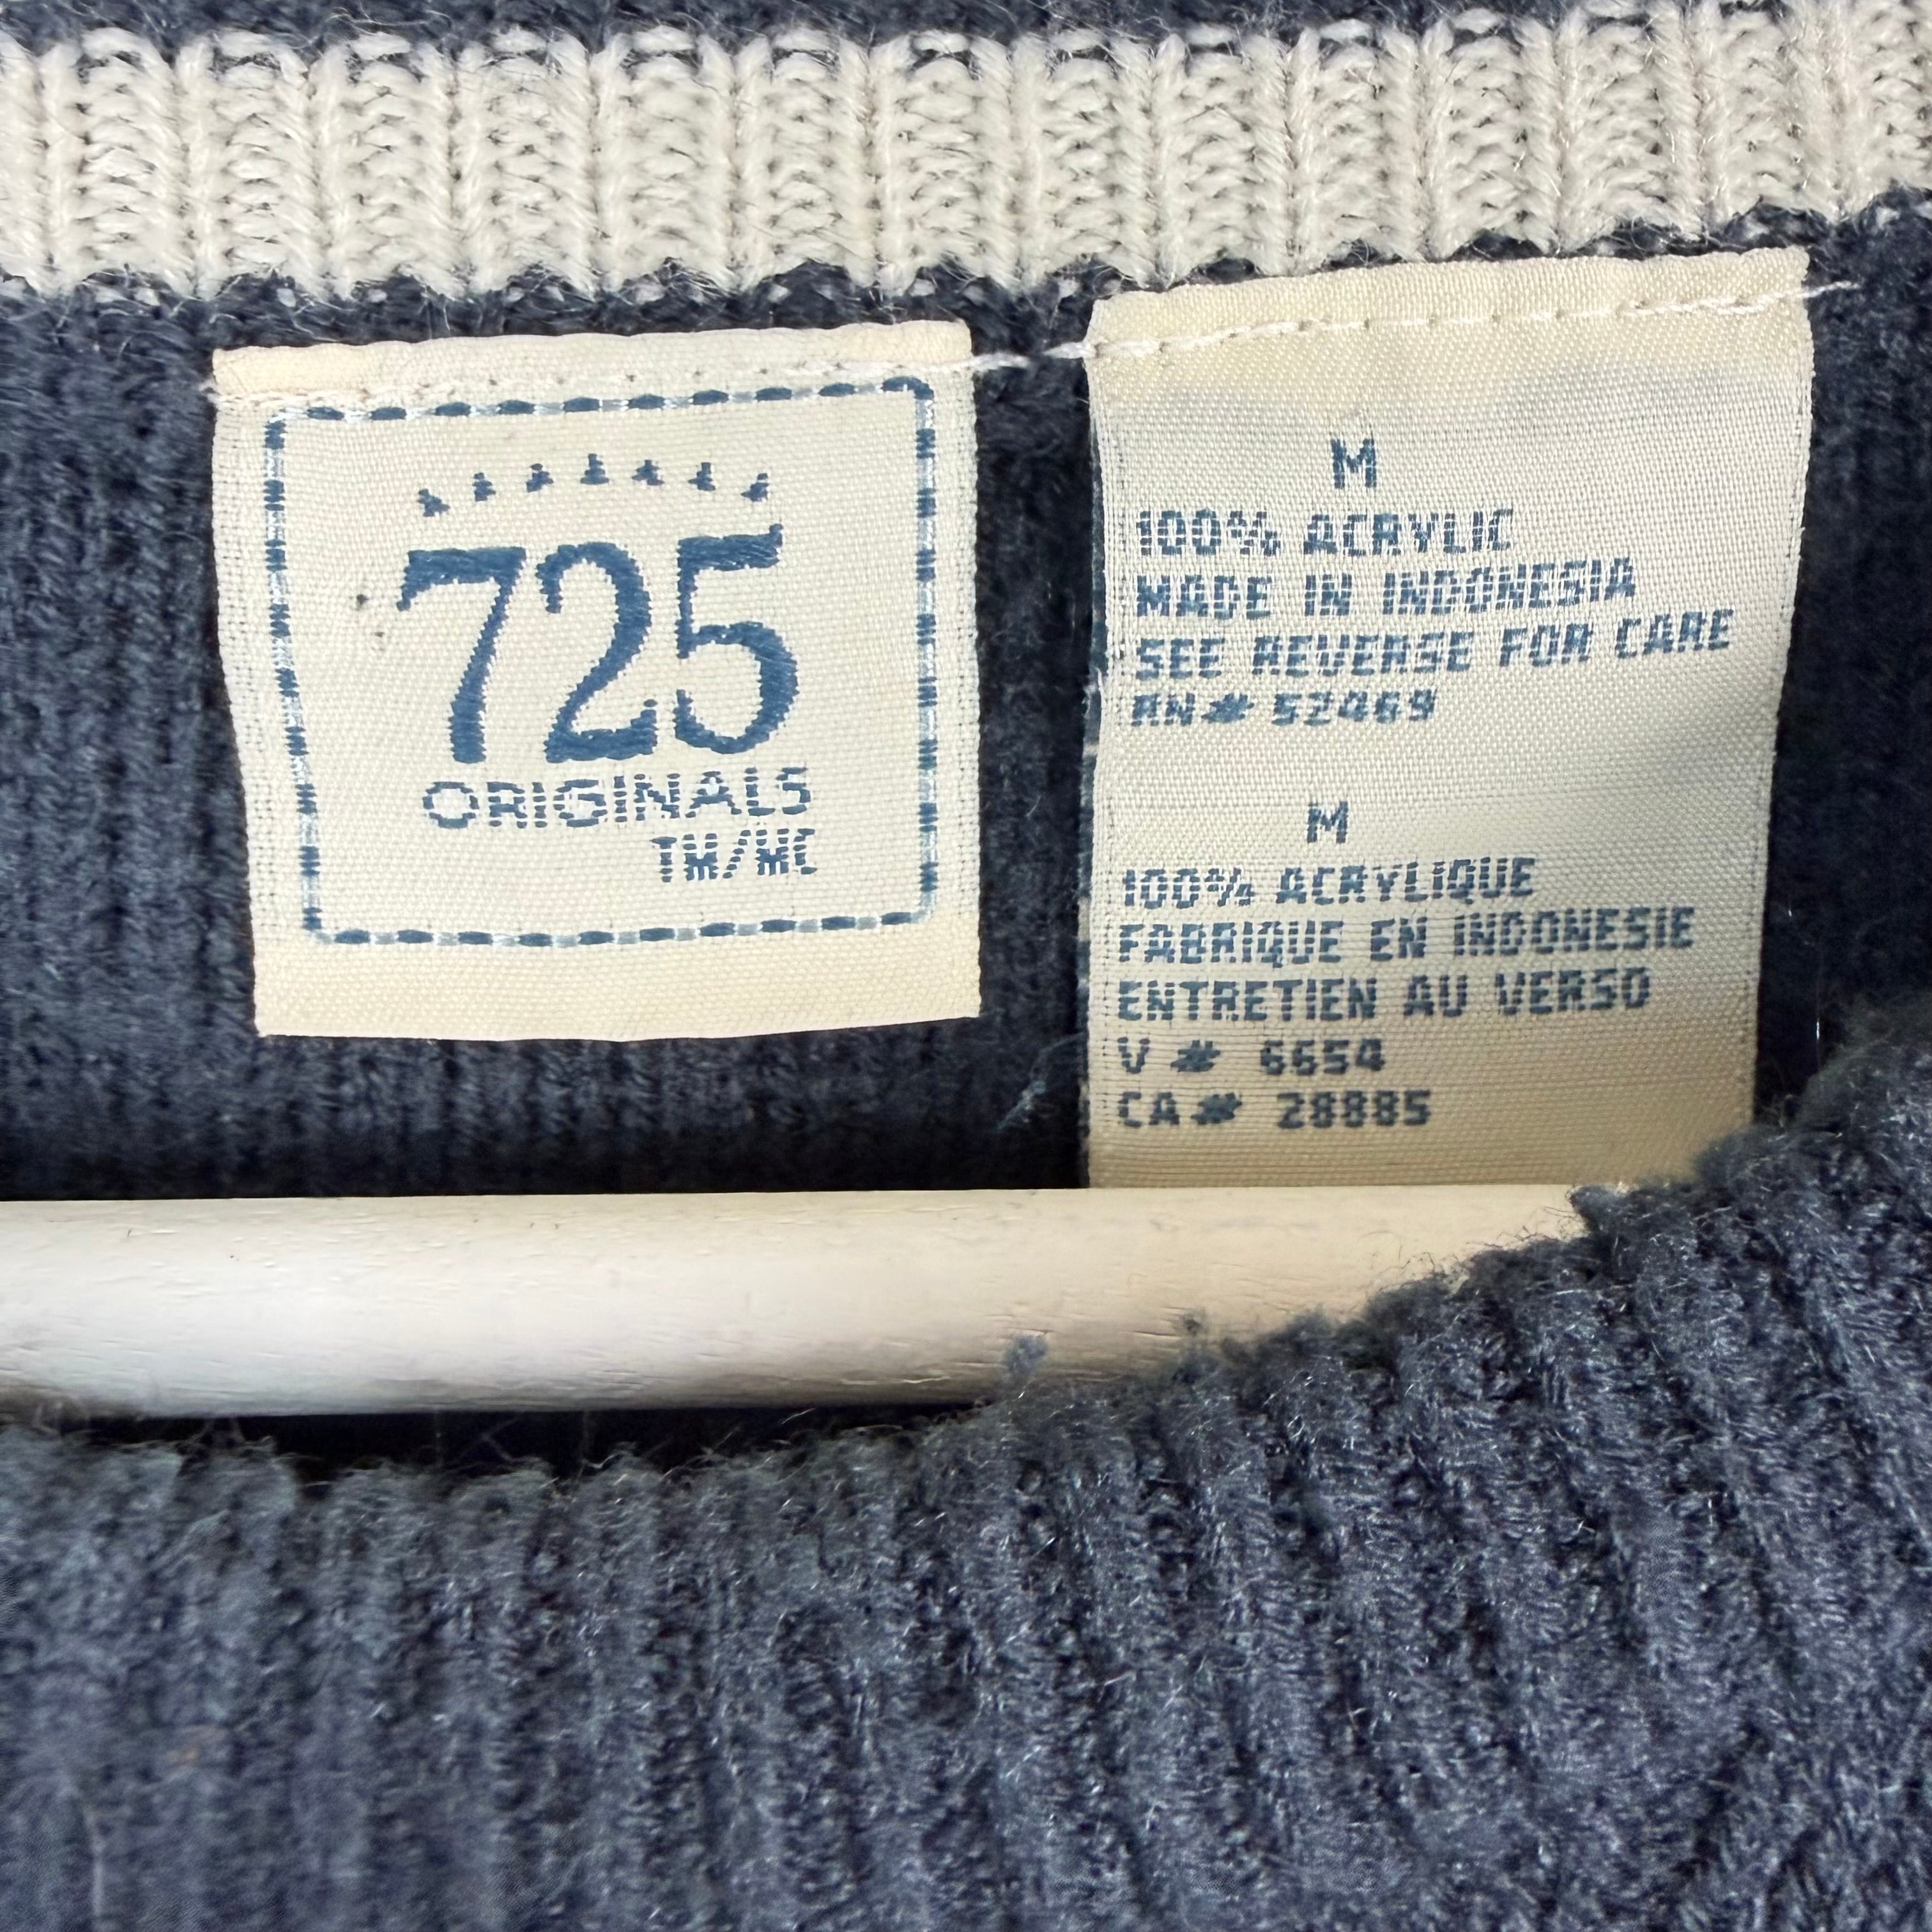 725
ORIGINALS
TM/MC
M
100% ACRYLIC
MADE IN INDONESIA
SEE REVERSE FOR CARE
RN# 52469
M
100% ACRYLIQUE
FABRIQUE EN INDONESIE
ENTRETIEN AU VERSO
V # 6654
CA# 28885